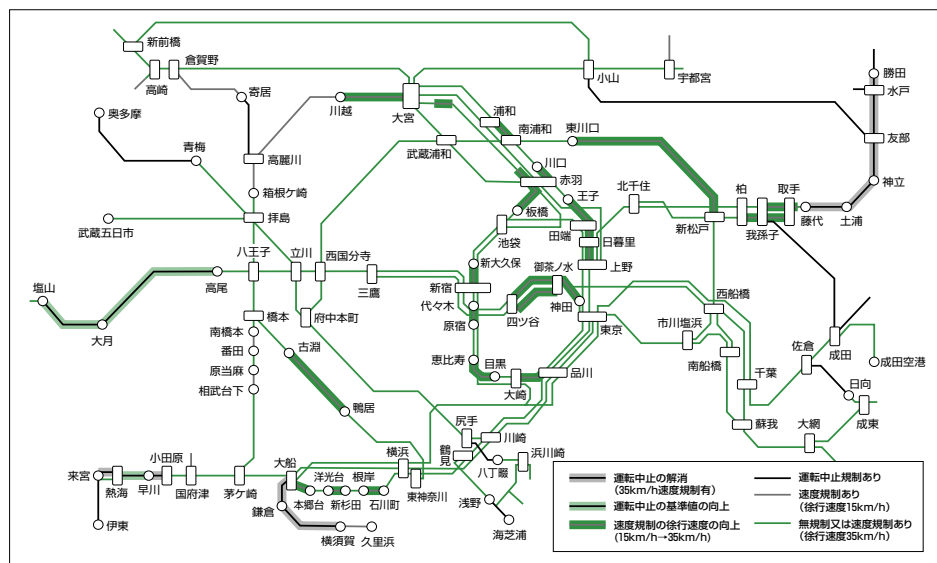 新前橋
倉賀野
高崎
寄居
川越
大宮
小山
宇都宮
勝田
水戸
奥多摩
青梅
高麗川
浦和
南浦和
東川口
武蔵浦和
川口
赤羽
友部
箱根ケ崎
拝島
武蔵五日市
王子
北千住
柏
取手
神立
板橋
池袋
田端
日暮里
新松戸
我孫子
藤代
土浦
八王子
立川
西国分寺
新大久保
御茶ノ水
上野
塩山
高尾
三鷹
新宿
代々木
四ツ谷
神田
西船橋
大月
橋本
府中本町
原宿
東京
市川塩浜
佐倉
成田
南橋本
古淵
番田
恵比寿
目黒
南船橋
千葉
成田空港
原当麻
相武台下
大崎
品川
日向
鴨居
蘇我
大網
成東
尻手
川崎
鶴見
横浜
八丁畷
浜川崎
来宮
小田原
大船
洋光台
根岸
熱海
早川
国府津
茅ケ崎
本郷台
新杉田
石川町
東神奈川
鎌倉
浅野
伊東
横須賀
久里浜
海芝浦
運転中止の解消
(35km/h速度規制有)
運転中止の基準値の向上
速度規制の徐行速度の向上
(15km/h→35km/h)
運転中止規制あり
速度規制あり
(徐行速度15km/h)
無規制又は速度規制あり
(徐行速度35km/h)